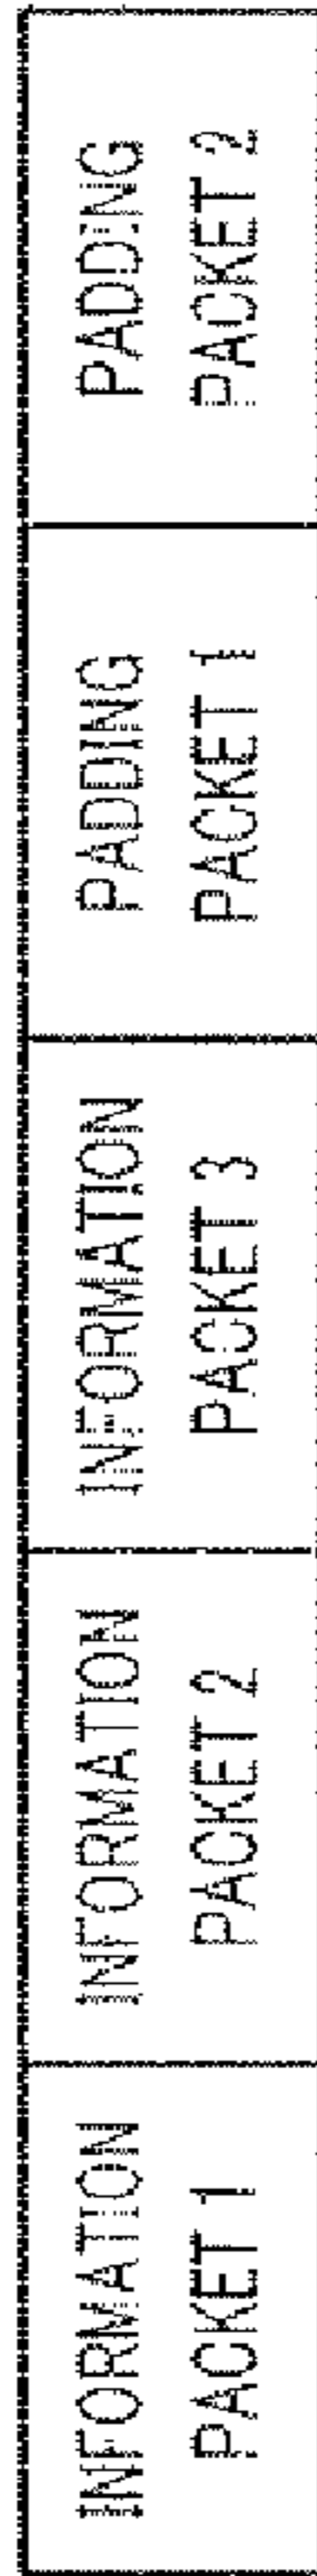 INFORMATION
PACKET 1
INFORMATION
PACKET 2
INFORMATION
PACKET 3
PADDING
PACKET 1
PADDING
PACKET 2